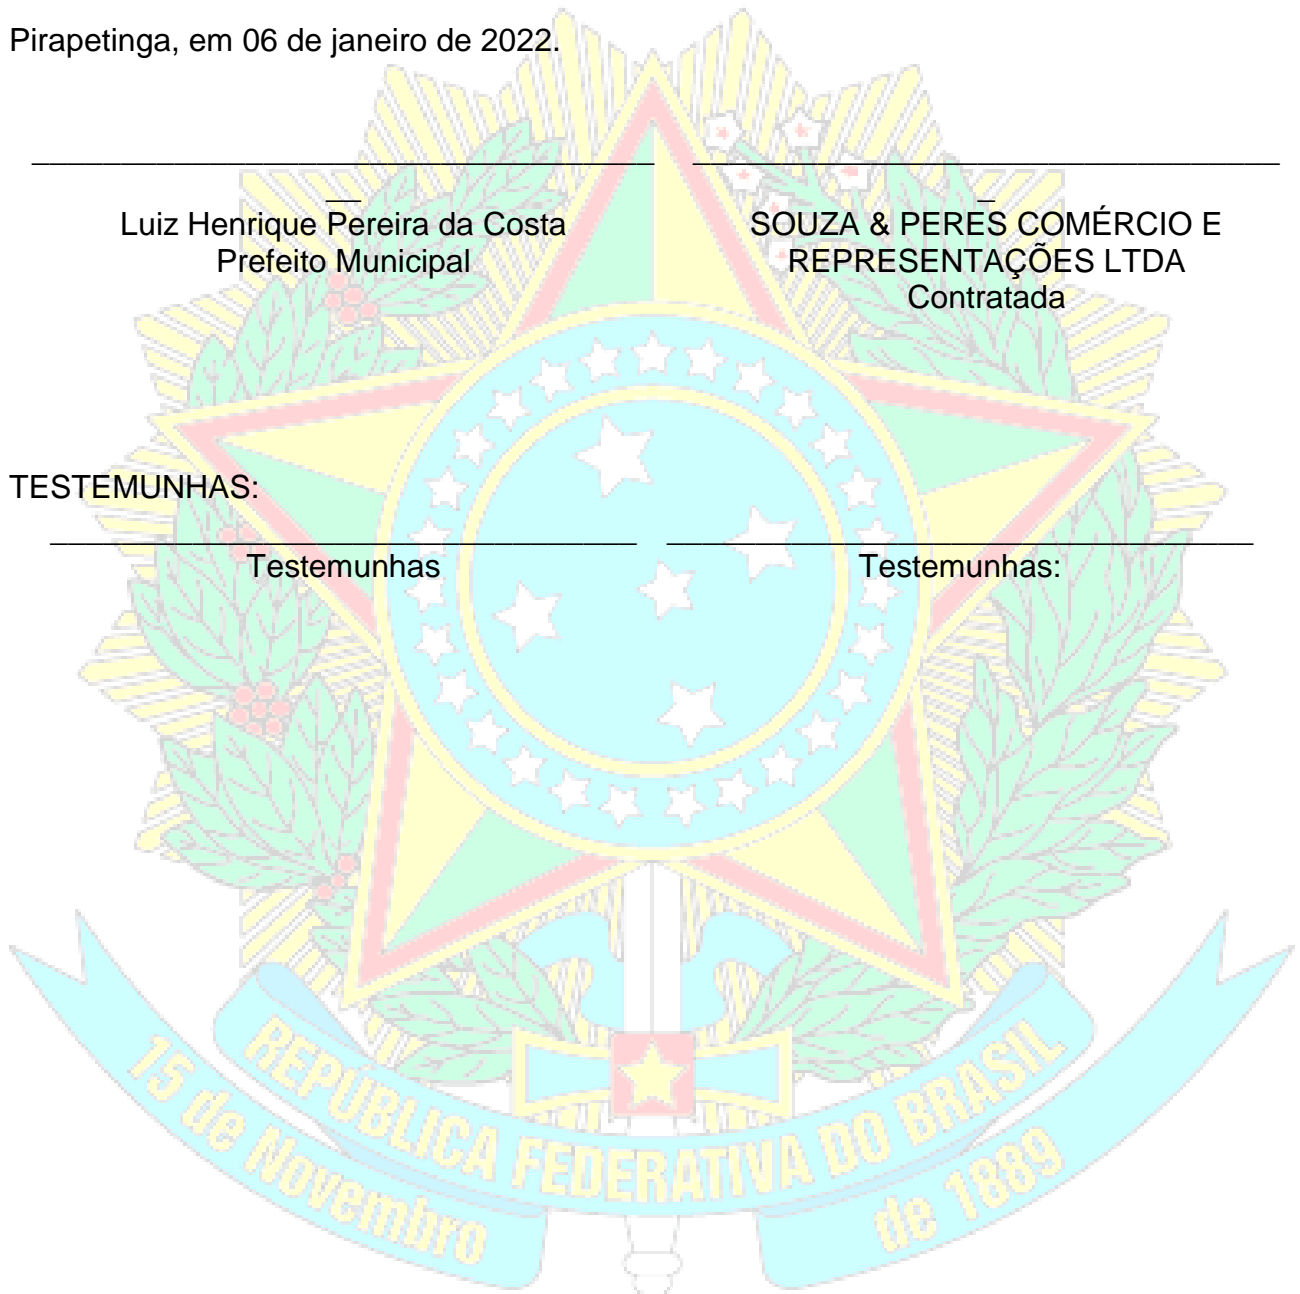 Pirapetinga, em 06 de janeiro de 2022.
Luiz Henrique Pereira da Costa
Prefeito Municipal
SOUZA & PERES COMÉRCIO E
REPRESENTAÇÕES LTDA
Contratada
TESTEMUNHAS:
Testemunhas
Testemunhas:
REPÚBLICA FEDERATIVA DO BRASIL
15 de Novembro
de 1889